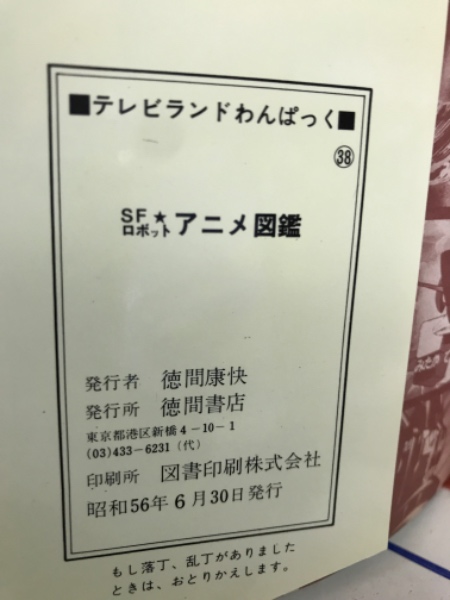 ■テレビランドわんぱっく■
㊳
SF★
ロボット アニメ図鑑
発行者 徳間康快
発行所 徳間書店
東京都港区新橋4-10-1
(03)433-6231（代）
印刷所 図書印刷株式会社
昭和56年6月30日発行
もし落丁、乱丁がありました
ときは、おとりかえします。